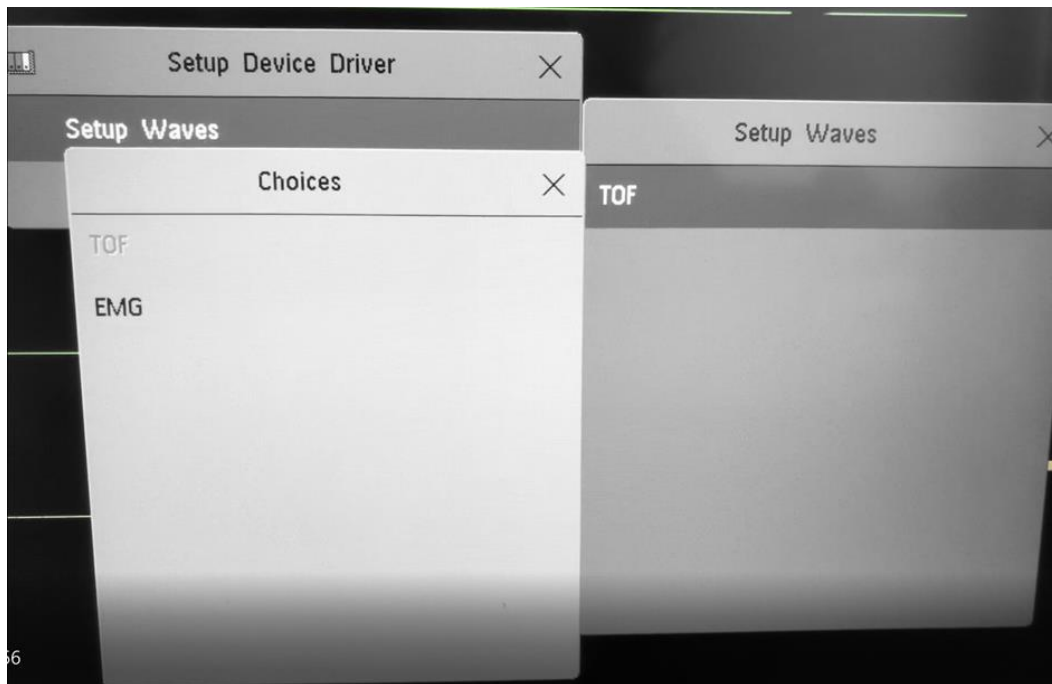 Setup Device Driver
Setup Waves
Choices
TOF
EMG
Setup Waves
TOF